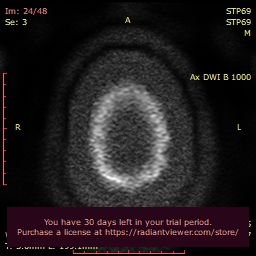 Im: 24/48
Se: 3
A
STP69
STP69
M
Ax DWI B 1000
R
L
You have 30 days left in your trial period.
Purchase a license at https://radiantviewer.com/store/